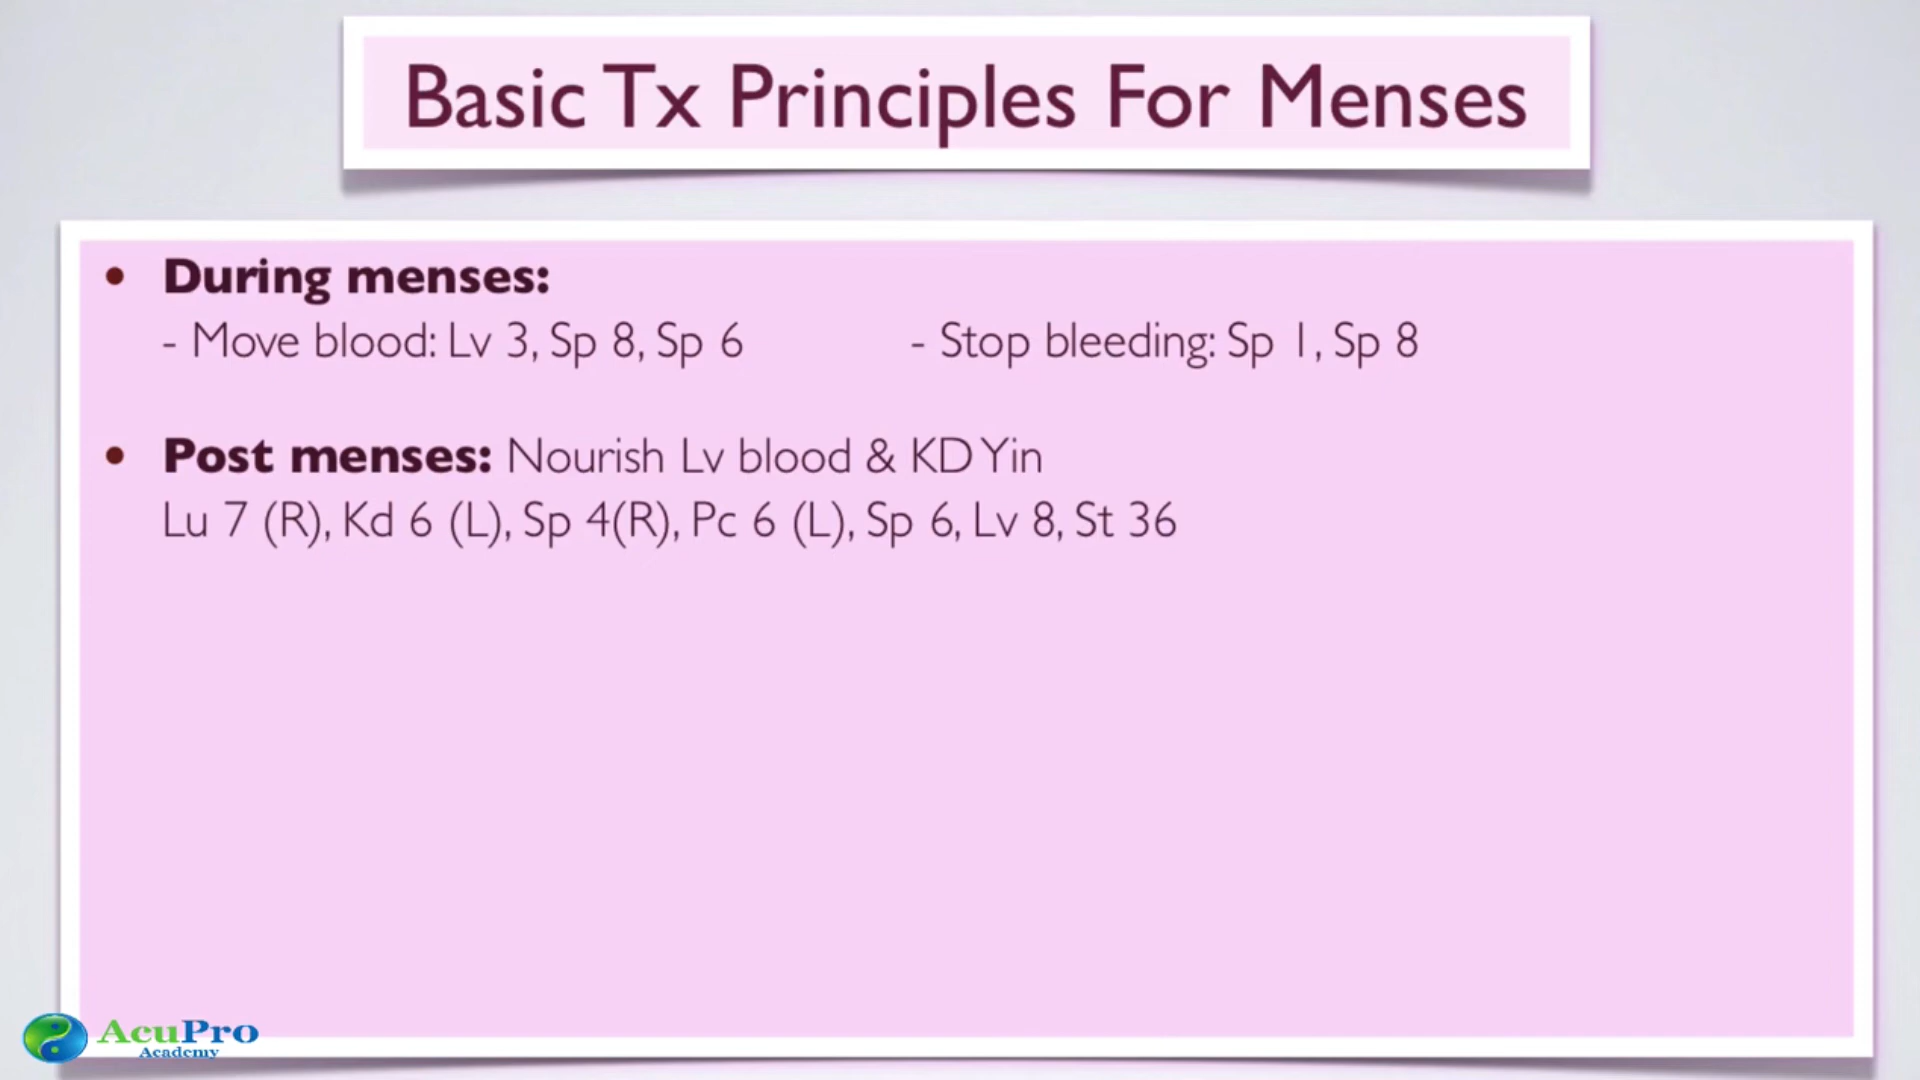 Basic Tx Principles For Menses
• During menses:
- Move blood: Lv 3, Sp 8, Sp 6 - Stop bleeding: Sp 1, Sp 8
• Post menses: Nourish Lv blood & KD Yin
Lu 7 (R), Kd 6 (L), Sp 4(R), Pc 6 (L), Sp 6, Lv 8, St 36
AcuPro
Academy